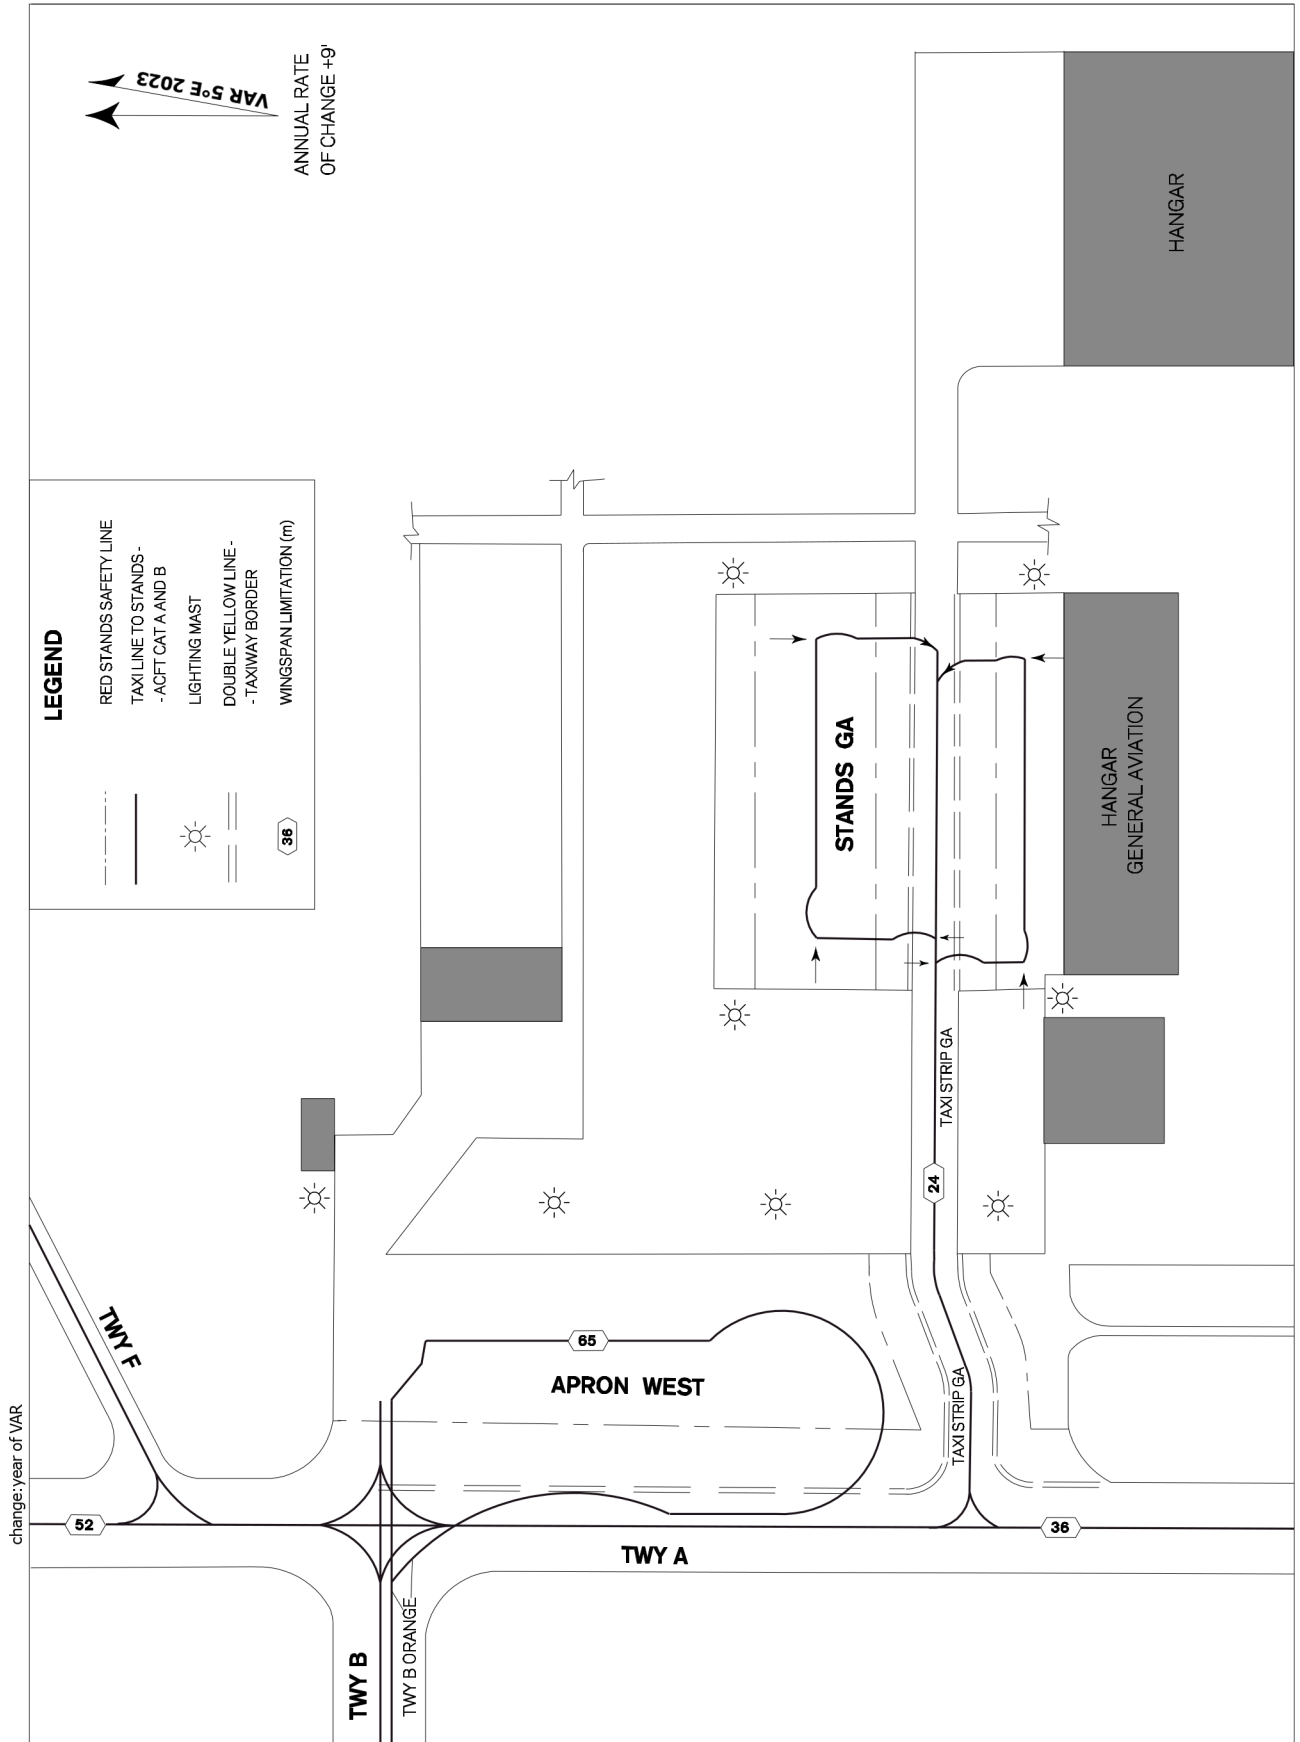 change: year of VAR
VAR 5°E 2023
ANNUAL RATE
OF CHANGE +9'
LEGEND
RED STANDS SAFETY LINE
TAXI LINE TO STANDS -
- ACFT CAT A AND B
LIGHTING MAST
DOUBLE YELLOW LINE -
- TAXIWAY BORDER
36
WINGSPAN LIMITATION (m)
HANGAR
STANDS GA
HANGAR
GENERAL AVIATION
TAXI STRIP GA
24
TWY F
65
APRON WEST
TAXI STRIP GA
52
36
TWY A
TWY B
TWY B ORANGE